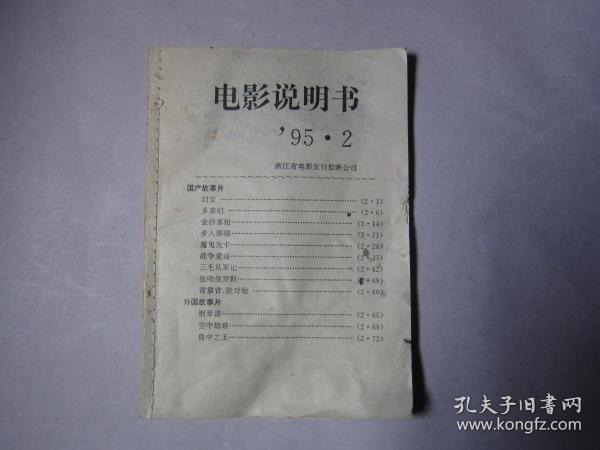 电影说明书
'95·2
浙江省电影发行放映公司
国产故事片
幻女 (2·1)
乡亲们 (2·6)
金沙水拍 (2·14)
步入辉煌 (2·21)
魔鬼发卡 (2·26)
战争童话 (2·37)
三毛从军记 (2·42)
狂吻俄罗斯 (2·49)
背靠背,脸对脸 (2·60)
外国故事片
钢琴课 (2·65)
空中劫难 (2·69)
兽中之王 (2·72)
孔夫子旧书网
www.kongfz.com